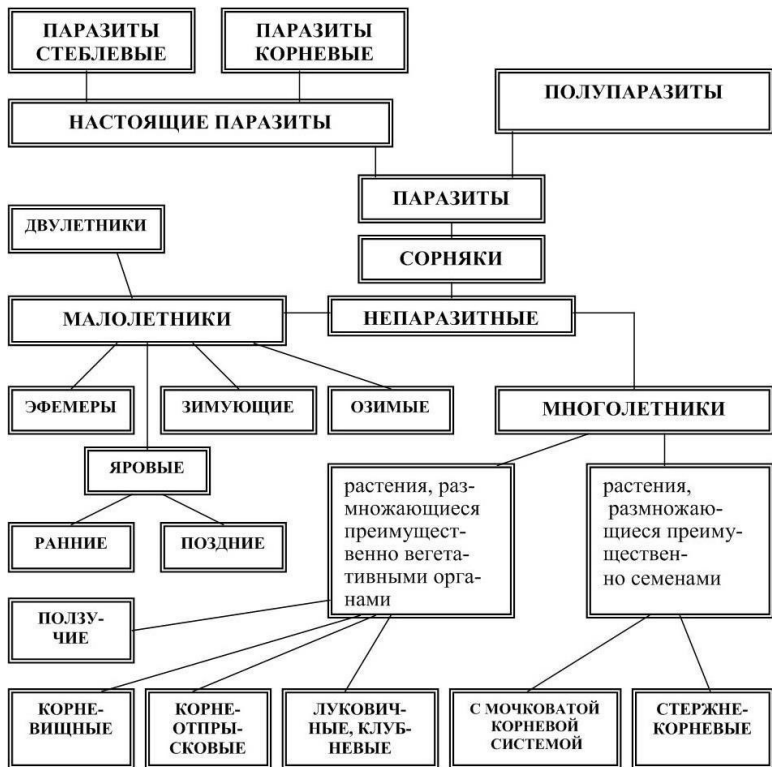 ПАРАЗИТЫ
СТЕБЛЕВЫЕ
ПАРАЗИТЫ
КОРНЕВЫЕ
ПОЛУПАРАЗИТЫ
НАСТОЯЩИЕ ПАРАЗИТЫ
ПАРАЗИТЫ
ДВУЛЕТНИКИ
СОРНЯКИ
МАЛОЛЕТНИКИ
НЕПАРАЗИТНЫЕ
ЭФЕМЕРЫ
ЗИМУЮЩИЕ
ОЗИМЫЕ
МНОГОЛЕТНИКИ
ЯРОВЫЕ
РАННИЕ
ПОЗДНИЕ
растения, раз-
множающиеся
преимущест-
венно вегета-
тивными орга-
нами
растения,
размножаю-
щиеся преиму-
ществен-
но семенами
ПОЛЗУ-
ЧИЕ
КОРНЕ-
ВИЩНЫЕ
КОРНЕ-
ОТПРЫ-
СКОВЫЕ
ЛУКОВИЧ-
НЫЕ, КЛУБ-
НЕВЫЕ
С МОЧКОВАТОЙ
КОРНЕВОЙ
СИСТЕМОЙ
СТЕРЖНЕ-
КОРНЕВЫЕ